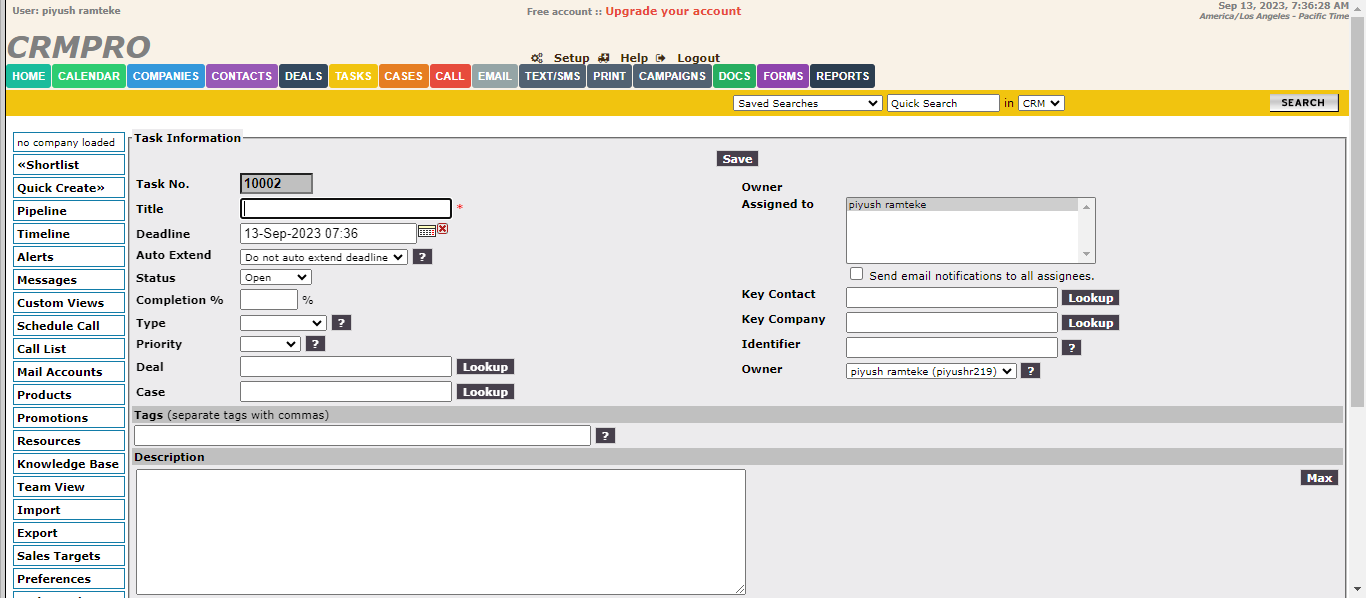 User: piyush ramteke
Free account :: Upgrade your account
Sep 13, 2023, 7:36:28 AM
America/Los Angeles - Pacific Time
CRMPRO
Setup Help Logout
HOME CALENDAR COMPANIES CONTACTS DEALS TASKS CASES CALL EMAIL TEXT/SMS PRINT CAMPAIGNS DOCS FORMS REPORTS
Saved Searches Quick Search in CRM SEARCH
no company loaded
«Shortlist
Quick Create»
Pipeline
Timeline
Alerts
Messages
Custom Views
Schedule Call
Call List
Mail Accounts
Products
Promotions
Resources
Knowledge Base
Team View
Import
Export
Sales Targets
Preferences
Task Information
Save
Task No. 10002
Title *
Deadline 13-Sep-2023 07:36
Auto Extend Do not auto extend deadline ?
Status Open
Completion % %
Type ?
Priority ?
Deal Lookup
Case Lookup
Owner
Assigned to piyush ramteke
Send email notifications to all assignees.
Key Contact Lookup
Key Company Lookup
Identifier ?
Owner piyush ramteke (piyushr219) ?
Tags (separate tags with commas)
?
Description
Max